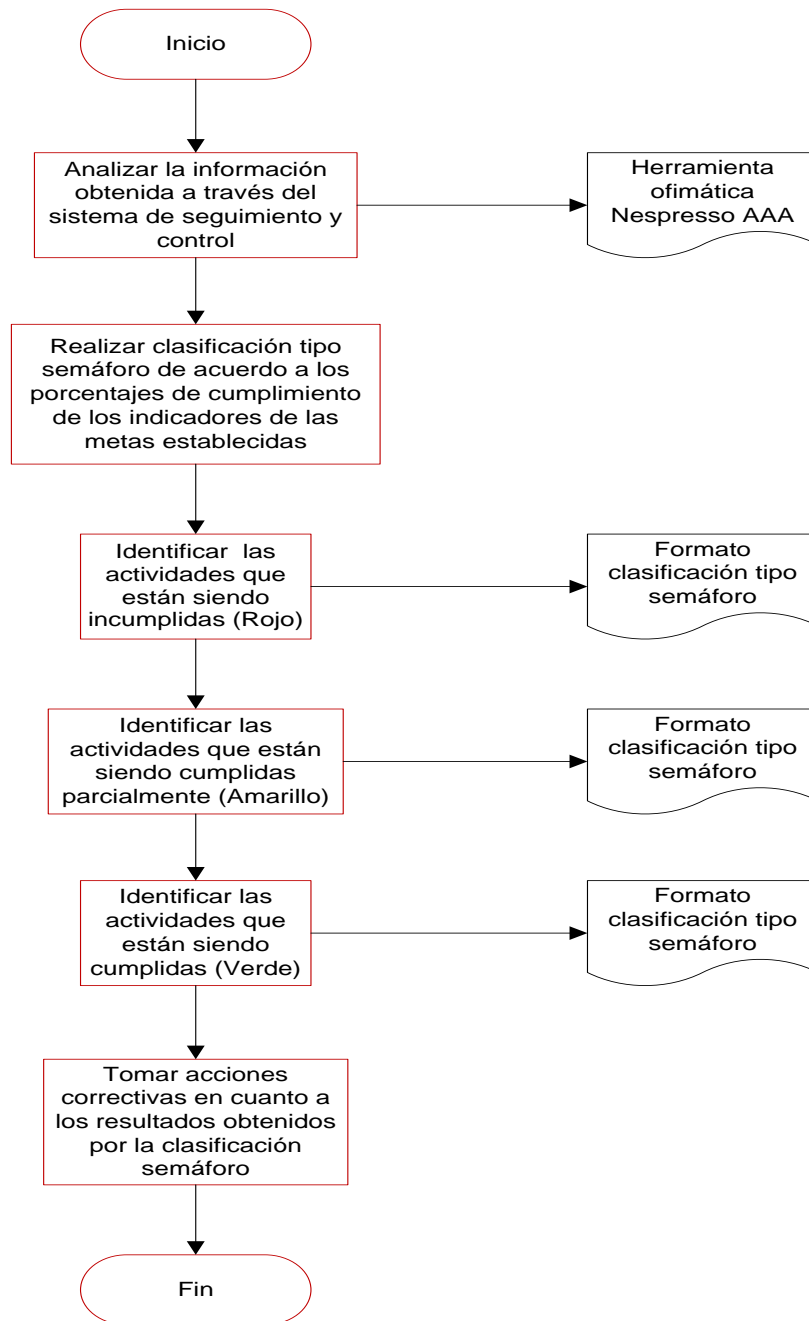 Inicio
Analizar la información
obtenida a través del
sistema de seguimiento y
control
Herramienta
ofimática
Nespresso AAA
Realizar clasificación tipo
semáforo de acuerdo a los
porcentajes de cumplimiento
de los indicadores de las
metas establecidas
Identificar las
actividades que
están siendo
incumplidas (Rojo)
Formato
clasificación tipo
semáforo
Identificar las
actividades que están
siendo cumplidas
parcialmente (Amarillo)
Formato
clasificación tipo
semáforo
Identificar las
actividades que
están siendo
cumplidas (Verde)
Formato
clasificación tipo
semáforo
Tomar acciones
correctivas en cuanto a
los resultados obtenidos
por la clasificación
semáforo
Fin